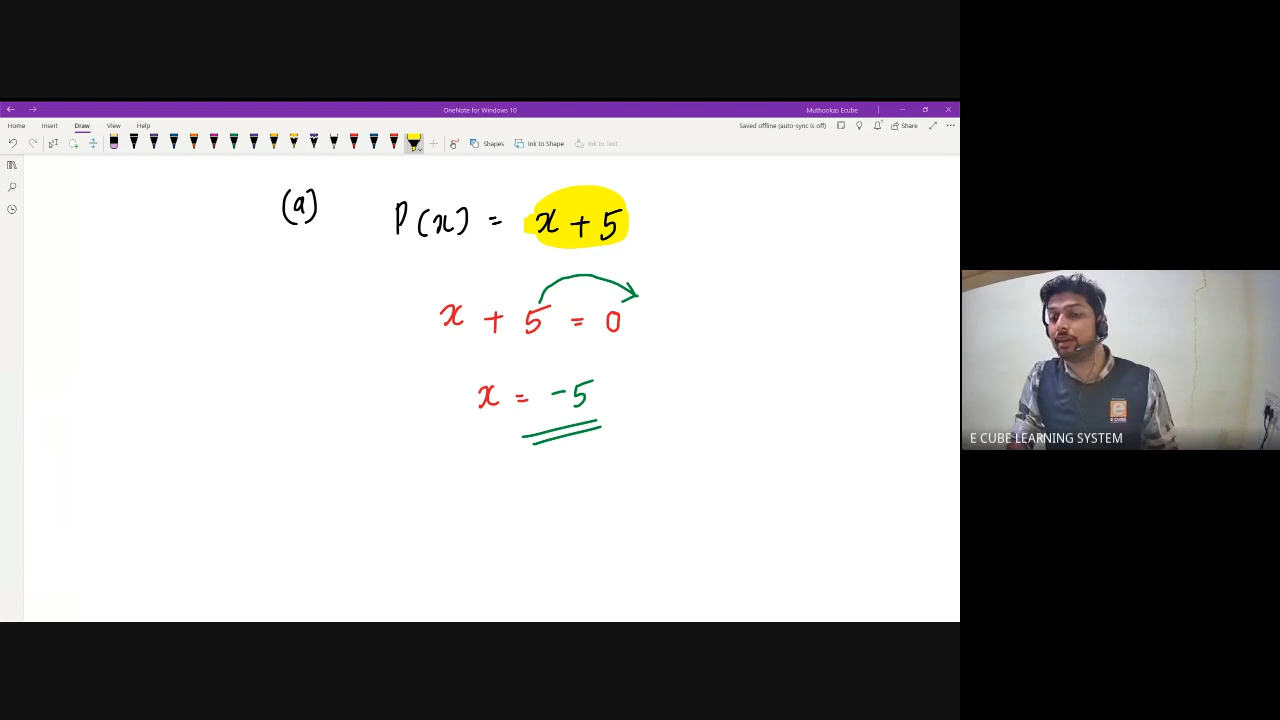 OneNote for Windows 10
Muthookas Ecube
Home Insert Draw View Help
Saved offline (auto-sync is off)
Share
Shapes
Ink to Shape
Ink to Text
(a) P(x) = x + 5
x + 5 = 0
x = -5
e
E CUBE
E CUBE LEARNING SYSTEM